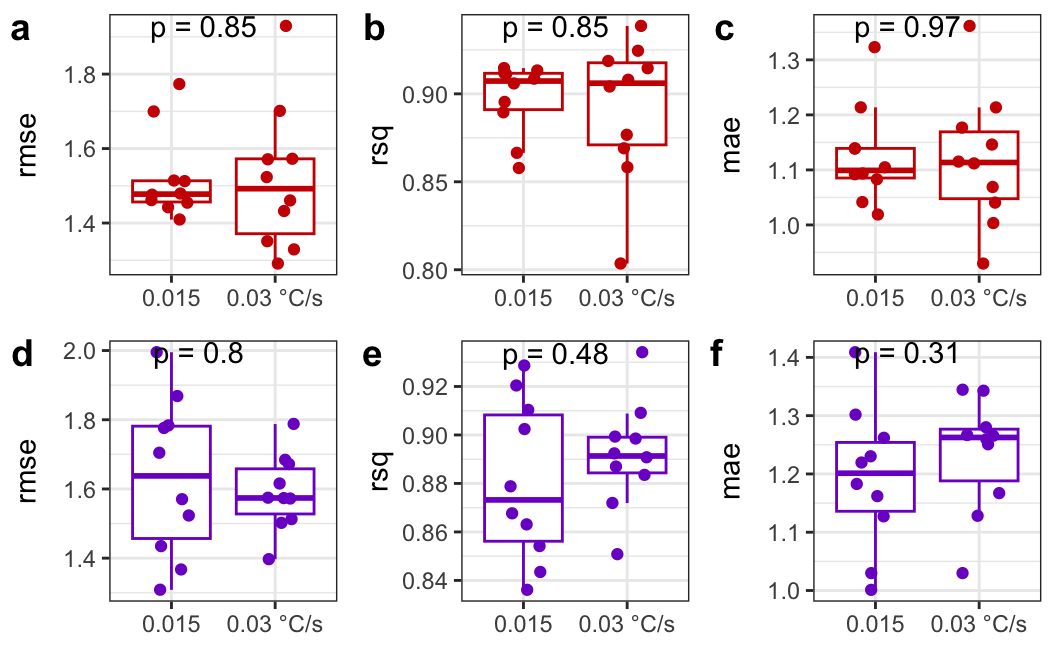 a
p = 0.85
rmse
1.8
1.6
1.4
0.015
0.03 °C/s
b
p = 0.85
rsq
0.90
0.85
0.80
0.015
0.03 °C/s
c
p = 0.97
mae
1.3
1.2
1.1
1.0
0.015
0.03 °C/s
d
p = 0.8
rmse
2.0
1.8
1.6
1.4
0.015
0.03 °C/s
e
p = 0.48
rsq
0.92
0.90
0.88
0.86
0.84
0.015
0.03 °C/s
f
p = 0.31
mae
1.4
1.3
1.2
1.1
1.0
0.015
0.03 °C/s